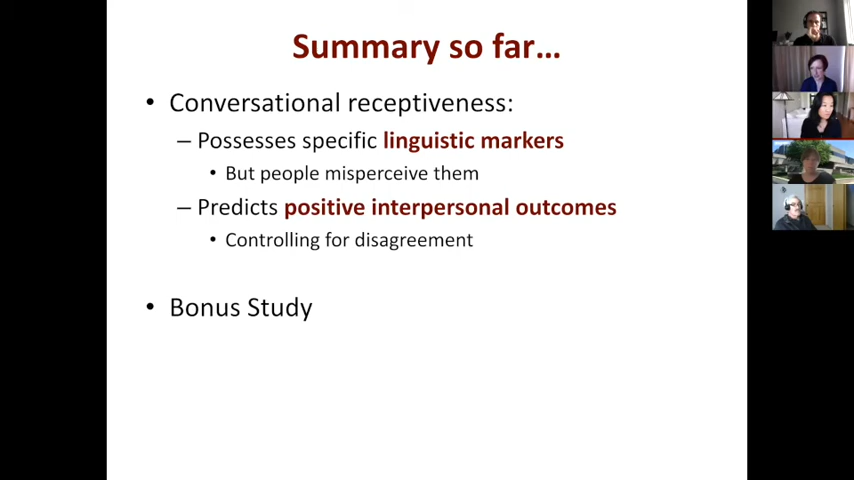 Summary so far…
• Conversational receptiveness:
– Possesses specific linguistic markers
• But people misperceive them
– Predicts positive interpersonal outcomes
• Controlling for disagreement
• Bonus Study